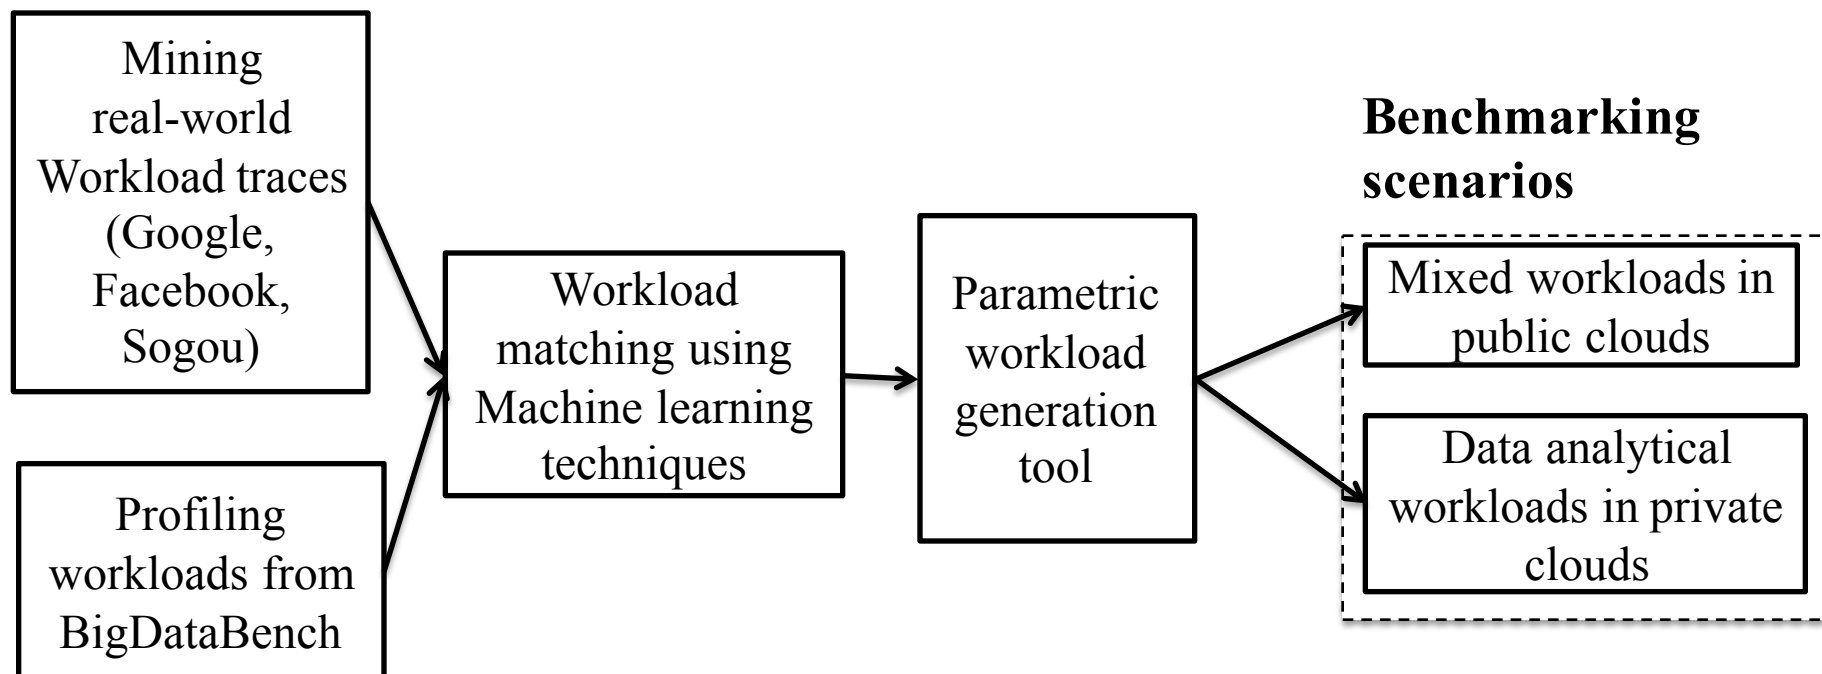 Mining
real-world
Workload traces
(Google,
Facebook,
Sogou)
Profiling
workloads from
BigDataBench
Workload
matching using
Machine learning
techniques
Parametric
workload
generation
tool
Benchmarking
scenarios
Mixed workloads in
public clouds
Data analytical
workloads in private
clouds